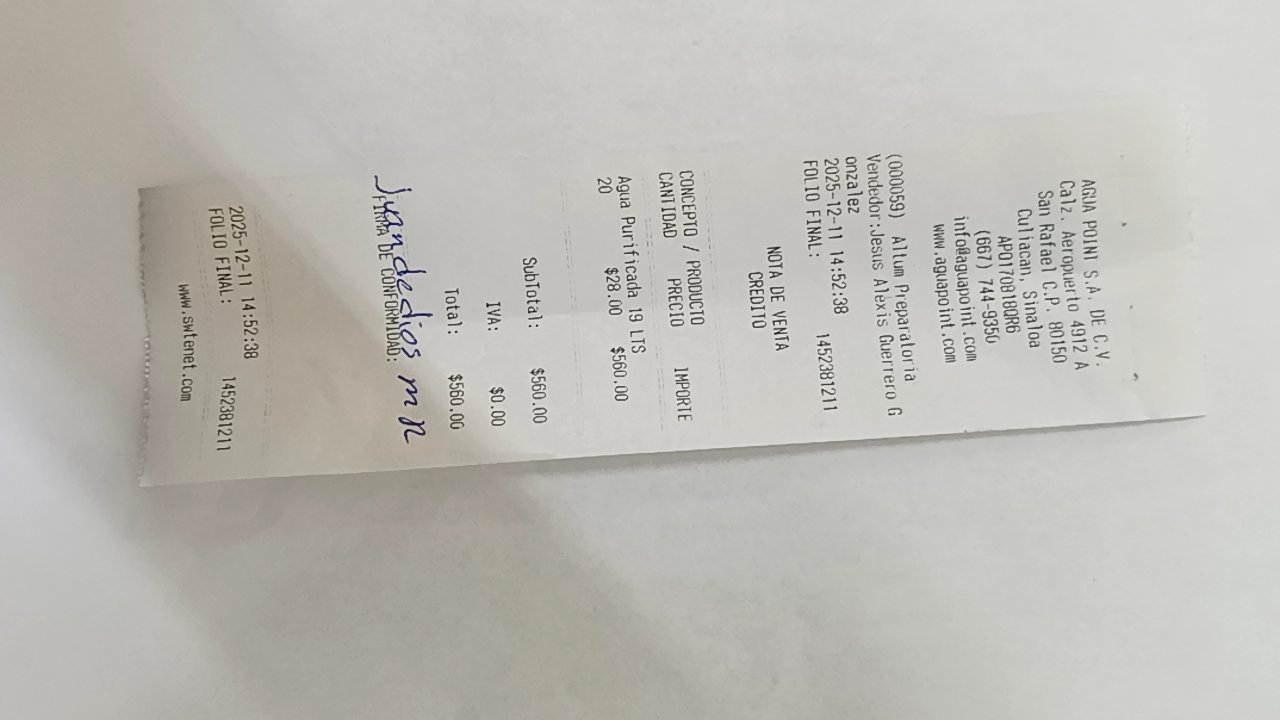 AGUA POINT S.A. DE C.V.
Calz. Aeropuerto 4912 A
San Rafael C.P. 80150
Culiacan, Sinaloa
APO170818QR6
(667) 744-9350
info@aguapoint.com
www.aguapoint.com
(000059) Altum Preparatoria
Vendedor:Jesus Alexis Guerrero G
onzalez
2025-12-11 14:52:38
FOLIO FINAL: 1452381211
NOTA DE VENTA
CREDITO
CONCEPTO / PRODUCTO
CANTIDAD PRECIO IMPORTE
Agua Purificada 19 LTS
20 $28.00 $560.00
SubTotal: $560.00
IVA: $0.00
Total: $560.00
Juandedios m R
FIRMA DE CONFORMIDAD:
2025-12-11 14:52:38
FOLIO FINAL: 1452381211
www.swtenet.com